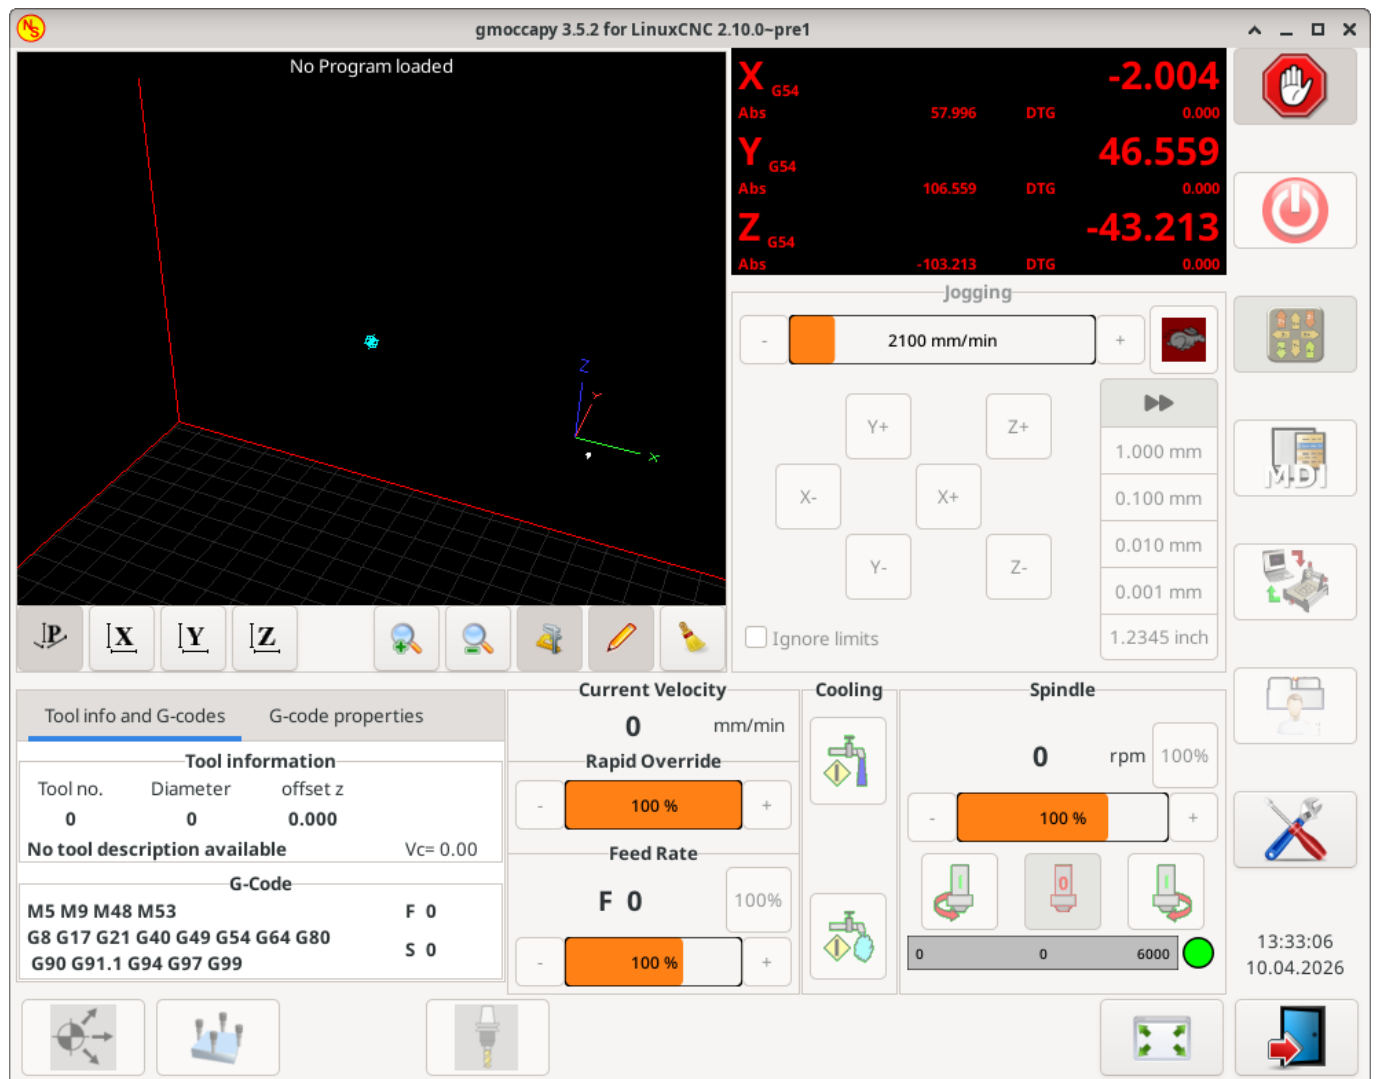 gmoccapy 3.5.2 for LinuxCNC 2.10.0~pre1
No Program loaded
X G54 -2.004
Abs 57.996 DTG 0.000
Y G54 46.559
Abs 106.559 DTG 0.000
Z G54 -43.213
Abs -103.213 DTG 0.000
Jogging
- 2100 mm/min +
Y+ Z+
X- X+
Y- Z-
1.000 mm
0.100 mm
0.010 mm
0.001 mm
1.2345 inch
Ignore limits
MDI
Z
Y
X
P X Y Z
Tool info and G-codes G-code properties
Tool information
Tool no. Diameter offset z
0 0 0.000
No tool description available Vc= 0.00
G-Code
M5 M9 M48 M53 F 0
G8 G17 G21 G40 G49 G54 G64 G80
S 0
G90 G91.1 G94 G97 G99
Current Velocity
0 mm/min
Rapid Override
- 100 % +
Feed Rate
F 0 100%
- 100 % +
Cooling
Spindle
0 rpm 100%
- 100 % +
I 0 I
0 0 6000
13:33:06
10.04.2026